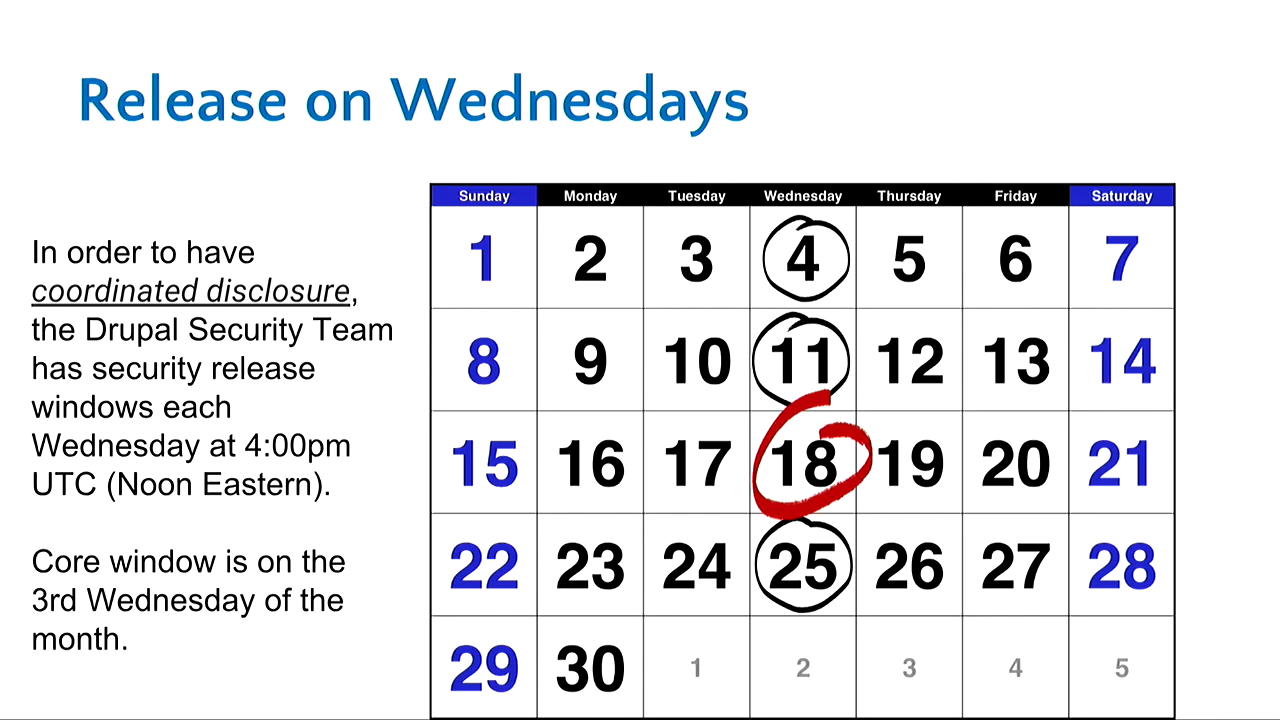 Release on Wednesdays
In order to have
coordinated disclosure,
the Drupal Security Team
has security release
windows each
Wednesday at 4:00pm
UTC (Noon Eastern).
Core window is on the
3rd Wednesday of the
month.
Sunday Monday Tuesday Wednesday Thursday Friday Saturday
1 2 3 4 5 6 7
8 9 10 11 12 13 14
15 16 17 18 19 20 21
22 23 24 25 26 27 28
29 30 1 2 3 4 5